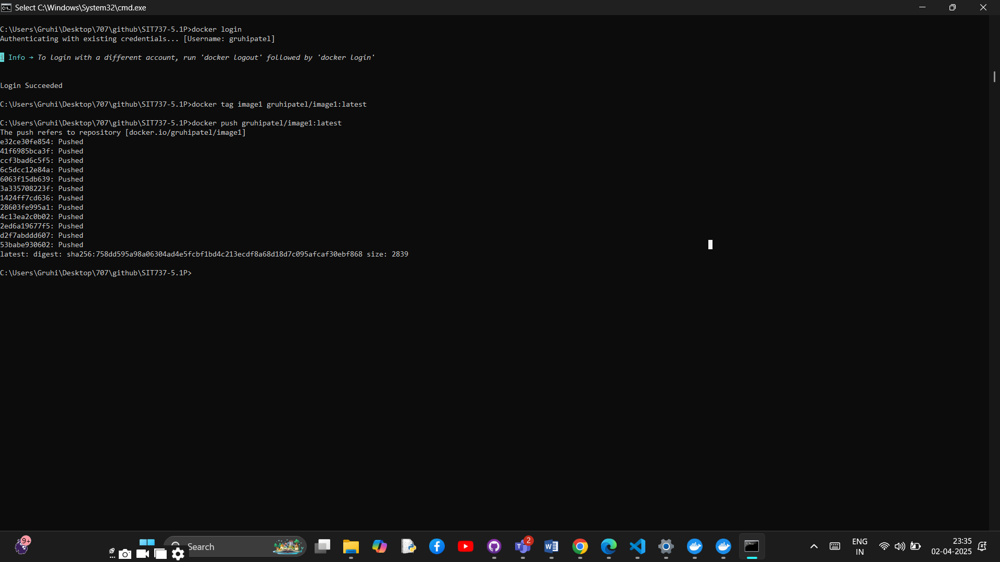 Select C:\Windows\System32\cmd.exe
C:\Users\Gruhi\Desktop\707\github\SIT737-5.1P>docker login
Authenticating with existing credentials... [Username: gruhipatel]
i Info → To login with a different account, run 'docker logout' followed by 'docker login'
Login Succeeded
C:\Users\Gruhi\Desktop\707\github\SIT737-5.1P>docker tag image1 gruhipatel/image1:latest
C:\Users\Gruhi\Desktop\707\github\SIT737-5.1P>docker push gruhipatel/image1:latest
The push refers to repository [docker.io/gruhipatel/image1]
e32ce30fe854: Pushed
41f6985bca3f: Pushed
ccf3bad6c5f5: Pushed
6c5dcc12e84a: Pushed
6063f15db639: Pushed
3a335708223f: Pushed
1424ff7cd636: Pushed
28603fe995a1: Pushed
4c13ea2c0b02: Pushed
2ed6a19677f5: Pushed
d2f7abddd607: Pushed
53babe930602: Pushed
latest: digest: sha256:758dd595a98a06304ad4e5fcbf1bd4c213ecdf8a68d18d7c095afcaf30ebf868 size: 2839
C:\Users\Gruhi\Desktop\707\github\SIT737-5.1P>
9+
Search
2
ENG
IN
23:35
02-04-2025